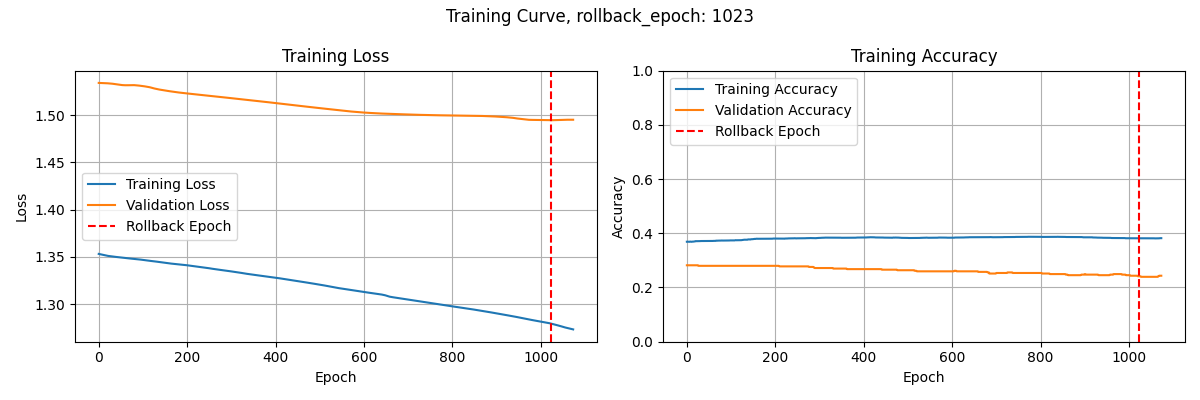 Training Curve, rollback_epoch: 1023
Training Loss
1.50
1.45
1.40
1.35
1.30
Loss
Training Loss
Validation Loss
Rollback Epoch
0 200 400 600 800 1000
Epoch
Training Accuracy
1.0
0.8
0.6
0.4
0.2
0.0
Accuracy
Training Accuracy
Validation Accuracy
Rollback Epoch
0 200 400 600 800 1000
Epoch